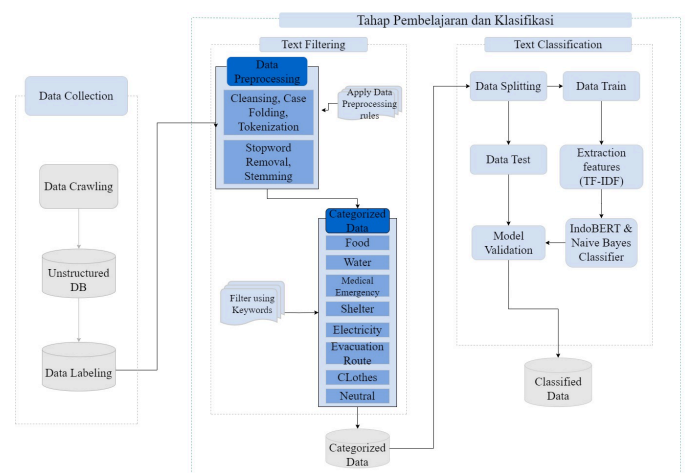 Tahap Pembelajaran dan Klasifikasi
Data Collection
Data Crawling
Unstructured
DB
Data Labeling
Text Filtering
Data
Preprocessing
Cleansing, Case
Folding,
Tokenization
Stopword
Removal,
Stemming
Apply Data
Preprocessing
rules
Categorized
Data
Food
Water
Medical
Emergency
Shelter
Electricity
Evacuation
Route
CLothes
Neutral
Filter using
Keywords
Categorized
Data
Text Classification
Data Splitting
Data Train
Data Test
Extraction
features
(TF-IDF)
Model
Validation
IndoBERT &
Naive Bayes
Classifier
Classified
Data